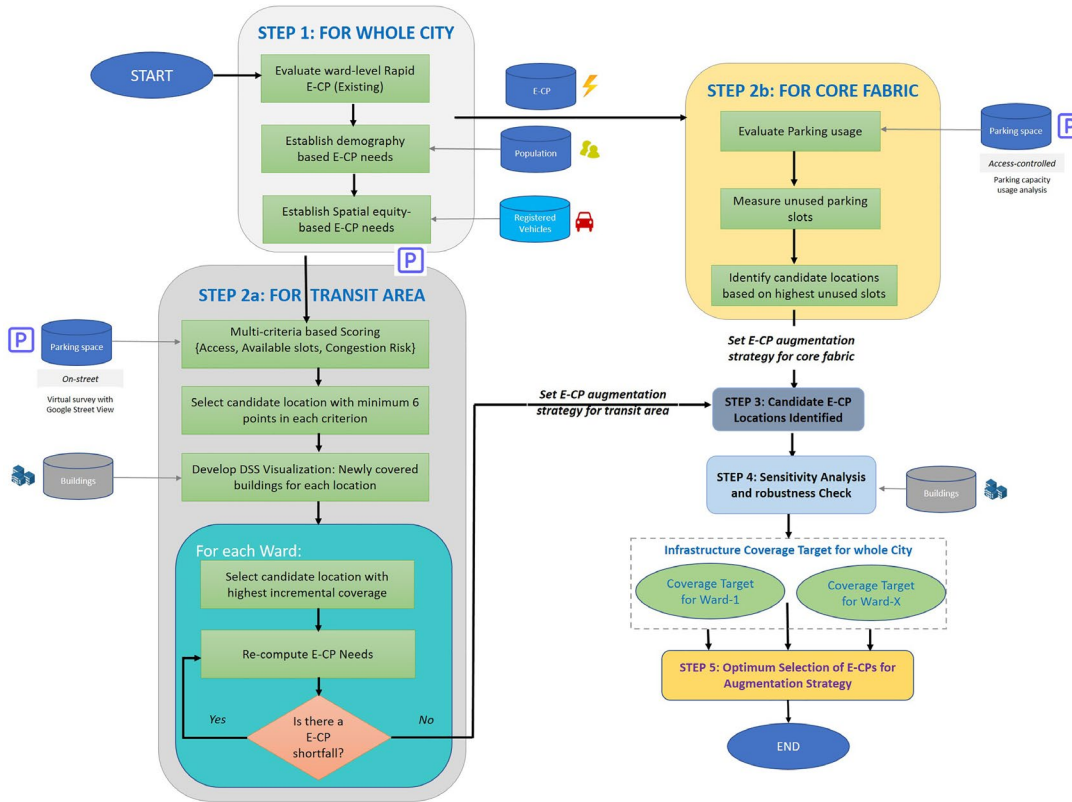 START
STEP 1: FOR WHOLE CITY
Evaluate ward-level Rapid
E-CP (Existing)
Establish demography
based E-CP needs
Establish Spatial equity-
based E-CP needs
E-CP
Population
Registered
Vehicles
P
STEP 2b: FOR CORE FABRIC
Evaluate Parking usage
Measure unused parking
slots
Identify candidate locations
based on highest unused slots
Parking space
P
Access-controlled
Parking capacity
usage analysis
STEP 2a: FOR TRANSIT AREA
Multi-criteria based Scoring
{Access, Available slots, Congestion Risk}
Select candidate location with minimum 6
points in each criterion
Develop DSS Visualization: Newly covered
buildings for each location
P
Parking space
On-street
Virtual survey with
Google Street View
Buildings
For each Ward:
Select candidate location with
highest incremental coverage
Re-compute E-CP Needs
Is there a
E-CP
shortfall?
Yes
No
Set E-CP augmentation
strategy for transit area
Set E-CP augmentation
strategy for core fabric
STEP 3: Candidate E-CP
Locations Identified
STEP 4: Sensitivity Analysis
and robustness Check
Buildings
Infrastructure Coverage Target for whole City
Coverage Target
for Ward-1
Coverage Target
for Ward-X
STEP 5: Optimum Selection of E-CPs for
Augmentation Strategy
END